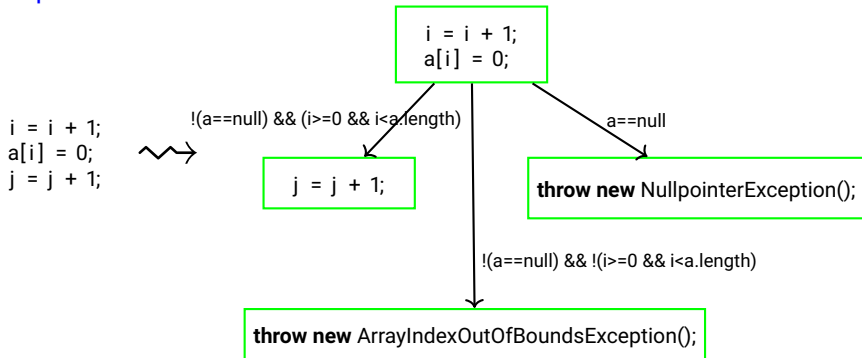 i = i + 1;
a[i] = 0;
i = i + 1;
a[i] = 0;
j = j + 1;
!(a==null) && (i>=0 && i<a.length)
a==null
j = j + 1;
throw new NullpointerException();
!(a==null) && !(i>=0 && i<a.length)
throw new ArrayIndexOutOfBoundsException();